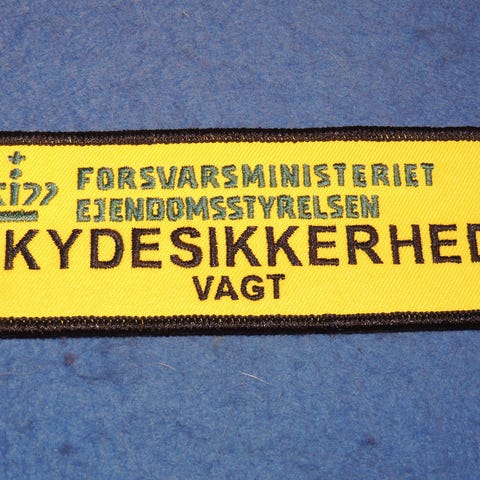 FORSVARSMINISTERIET
EJENDOMSSTYRELSEN
KYDESIKKERHED
VAGT